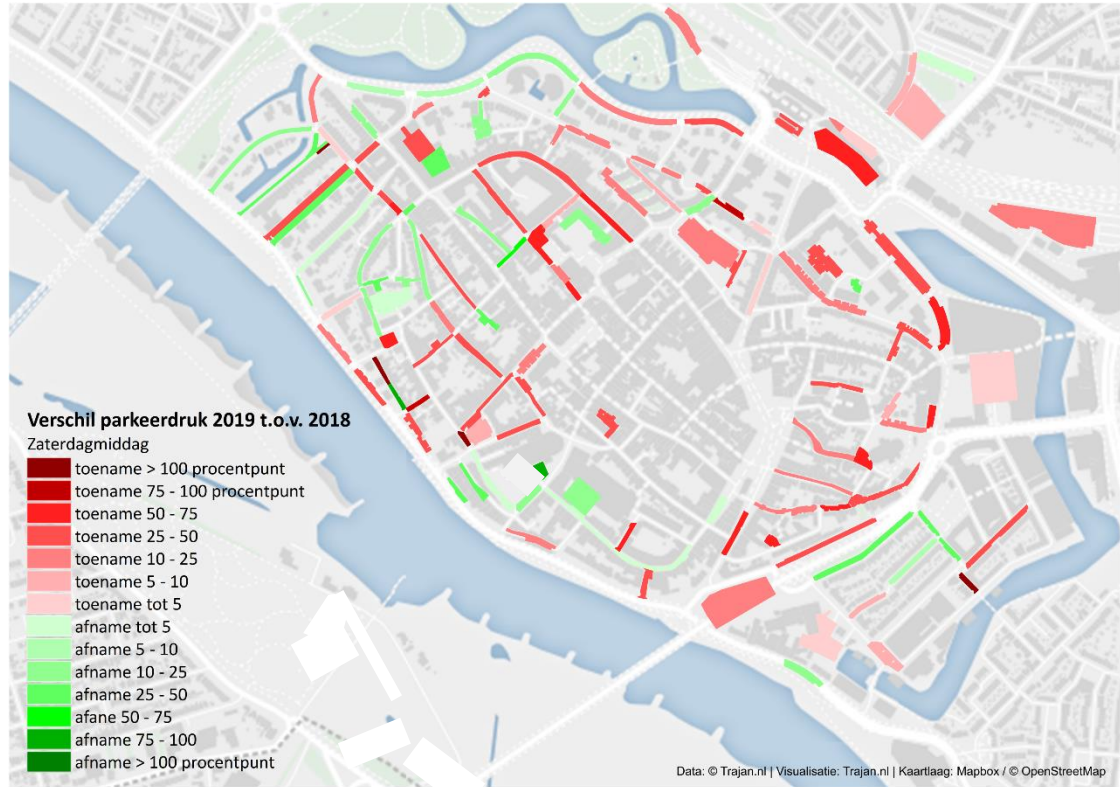 Verschil parkeerdruk 2019 t.o.v. 2018
Zaterdagmiddag
toename > 100 procentpunt
toename 75 - 100 procentpunt
toename 50 - 75
toename 25 - 50
toename 10 - 25
toename 5 - 10
toename tot 5
afname tot 5
afname 5 - 10
afname 10 - 25
afname 25 - 50
afane 50 - 75
afname 75 - 100
afname > 100 procentpunt
Data: © Trajan.nl | Visualisatie: Trajan.nl | Kaartlaag: Mapbox / © OpenStreetMap